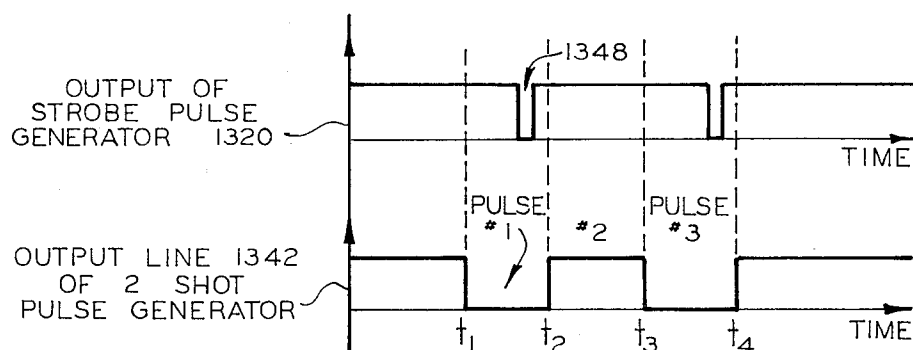 1348
OUTPUT OF
STROBE PULSE
GENERATOR 1320
TIME
PULSE
#1
#2
PULSE
#3
OUTPUT LINE 1342
OF 2 SHOT
PULSE GENERATOR
TIME
t1
t2
t3
t4